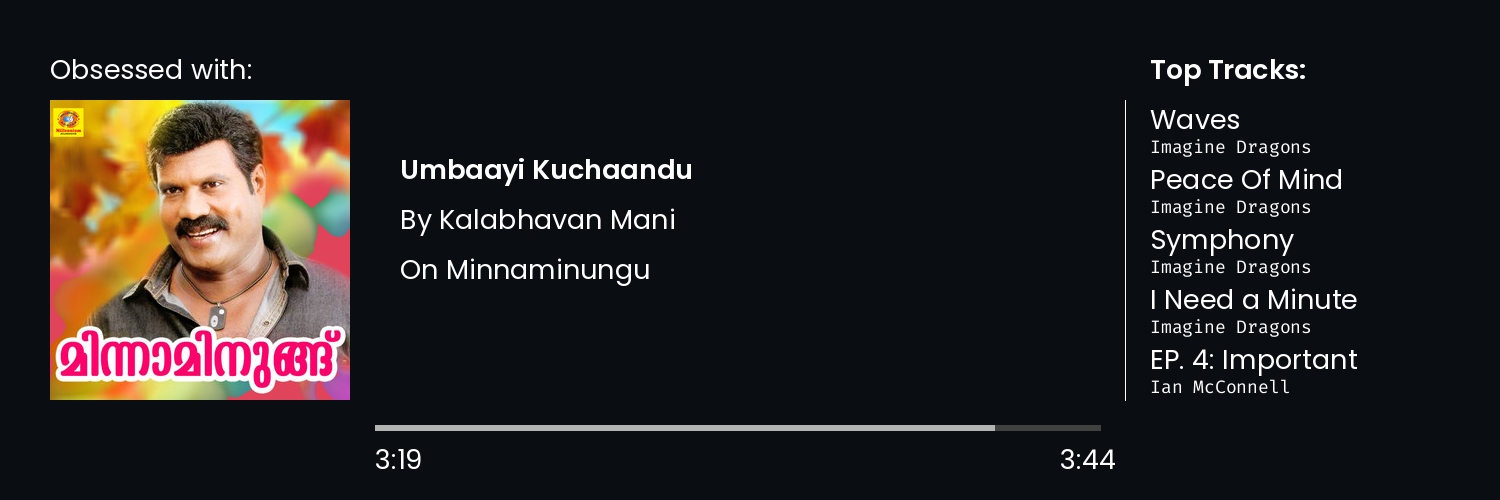 Obsessed with:
Millennium
മിന്നാമിനുങ്ങ്
Umbaayi Kuchaandu
By Kalabhavan Mani
On Minnaminungu
3:19
3:44
Top Tracks:
Waves
Imagine Dragons
Peace Of Mind
Imagine Dragons
Symphony
Imagine Dragons
I Need a Minute
Imagine Dragons
EP. 4: Important
Ian McConnell